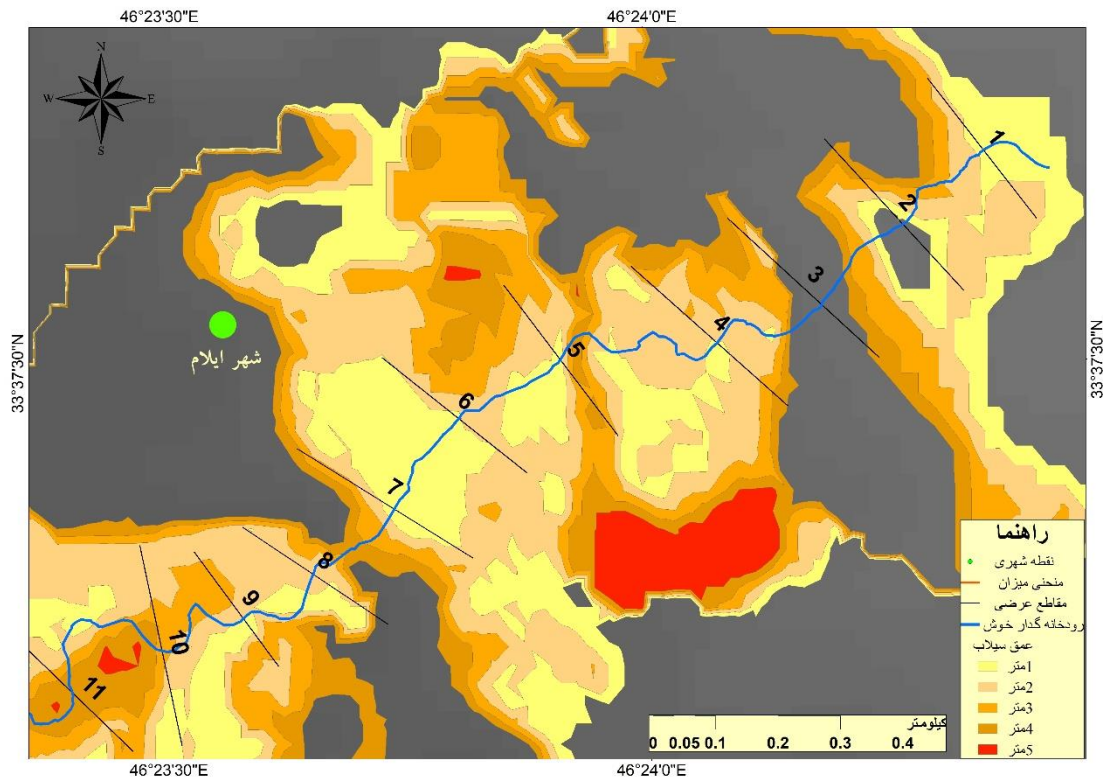 46°23'30"E
46°24'0"E
N
W
E
S
33°37'30"N
33°37'30"N
شهر ایلام
1
2
3
4
5
6
7
8
9
10
11
راهنما
نقطه شهری
منحنی میزان
مقاطع عرضی
رودخانه گدار خوش
عمق سیلاب
1متر
2متر
3متر
4متر
5متر
کیلومتر
0 0.05 0.1 0.2 0.3 0.4
46°23'30"E
46°24'0"E